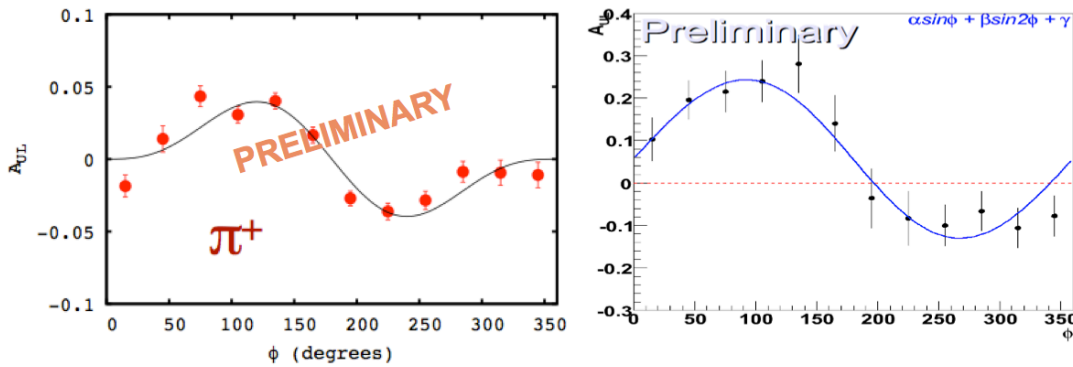 0.1
0.05
0
-0.05
-0.1
A_UL
PRELIMINARY
π+
0 50 100 150 200 250 300 350
ϕ (degrees)
0.4
0.3
0.2
0.1
0
-0.1
-0.2
-0.3
A_UL
Preliminary
αsinϕ + βsin2ϕ + γ
0 50 100 150 200 250 300 350
ϕ